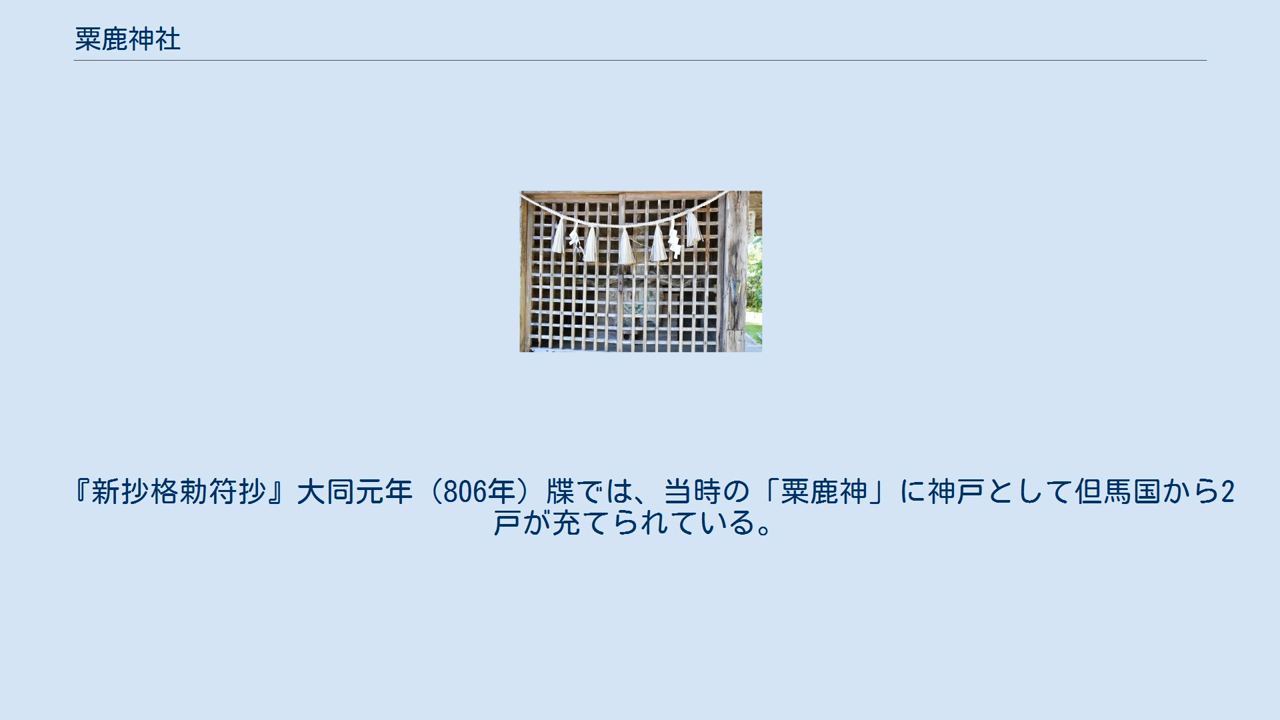 粟鹿神社
『新抄格勅符抄』大同元年（806年）牒では、当時の「粟鹿神」に神戸として但馬国から2
戸が充てられている。